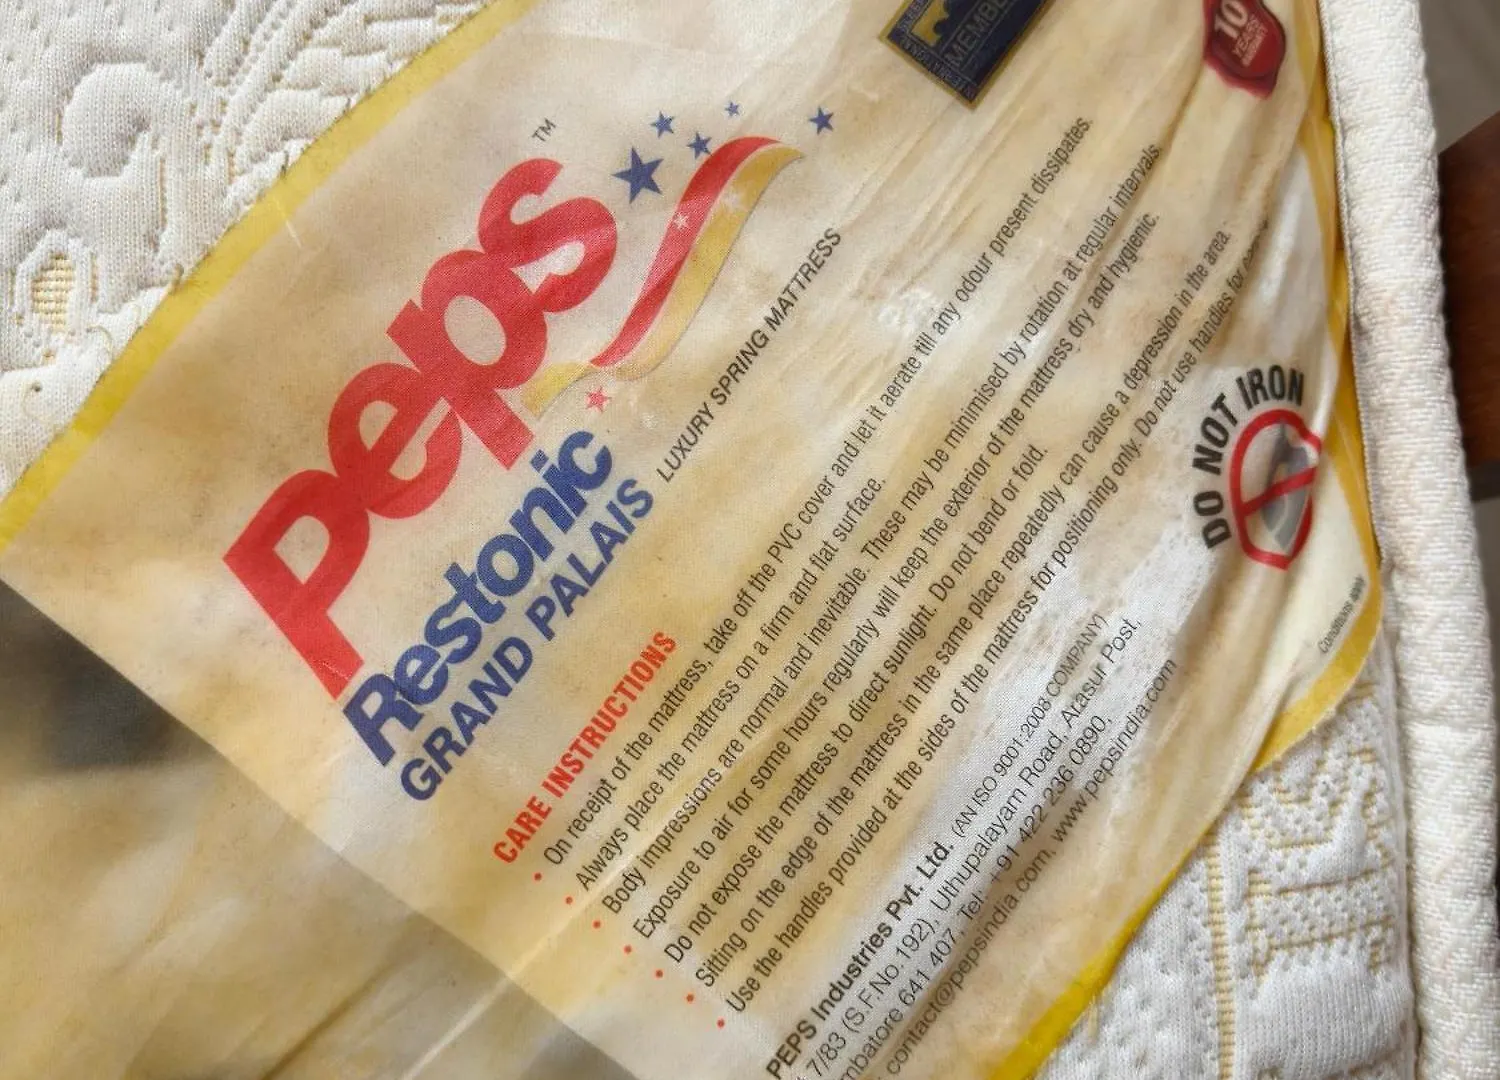 MEMBER
10
YEARS
WARRANTY
Peps™
Restonic
GRAND PALAIS LUXURY SPRING MATTRESS
CARE INSTRUCTIONS
• On receipt of the mattress, take off the PVC cover and let it aerate till any odour present dissipates.
• Always place the mattress on a firm and flat surface.
• Body impressions are normal and inevitable. These may be minimised by rotation at regular intervals.
• Exposure to air for some hours regularly will keep the exterior of the mattress dry and hygienic.
• Do not expose the mattress to direct sunlight. Do not bend or fold.
• Sitting on the edge of the mattress in the same place repeatedly can cause a depression in the area.
• Use the handles provided at the sides of the mattress for positioning only. Do not use handles for
DO NOT IRON
PEPS Industries Pvt. Ltd. (AN ISO 9001:2008 COMPANY)
7/83 (S.F.No. 192), Uthupalayam Road, Arasur Post,
mbatore 641 407, Tel: +91 422 236 0890,
contact@pepsindia.com, www.pepsindia.com
Conditions apply